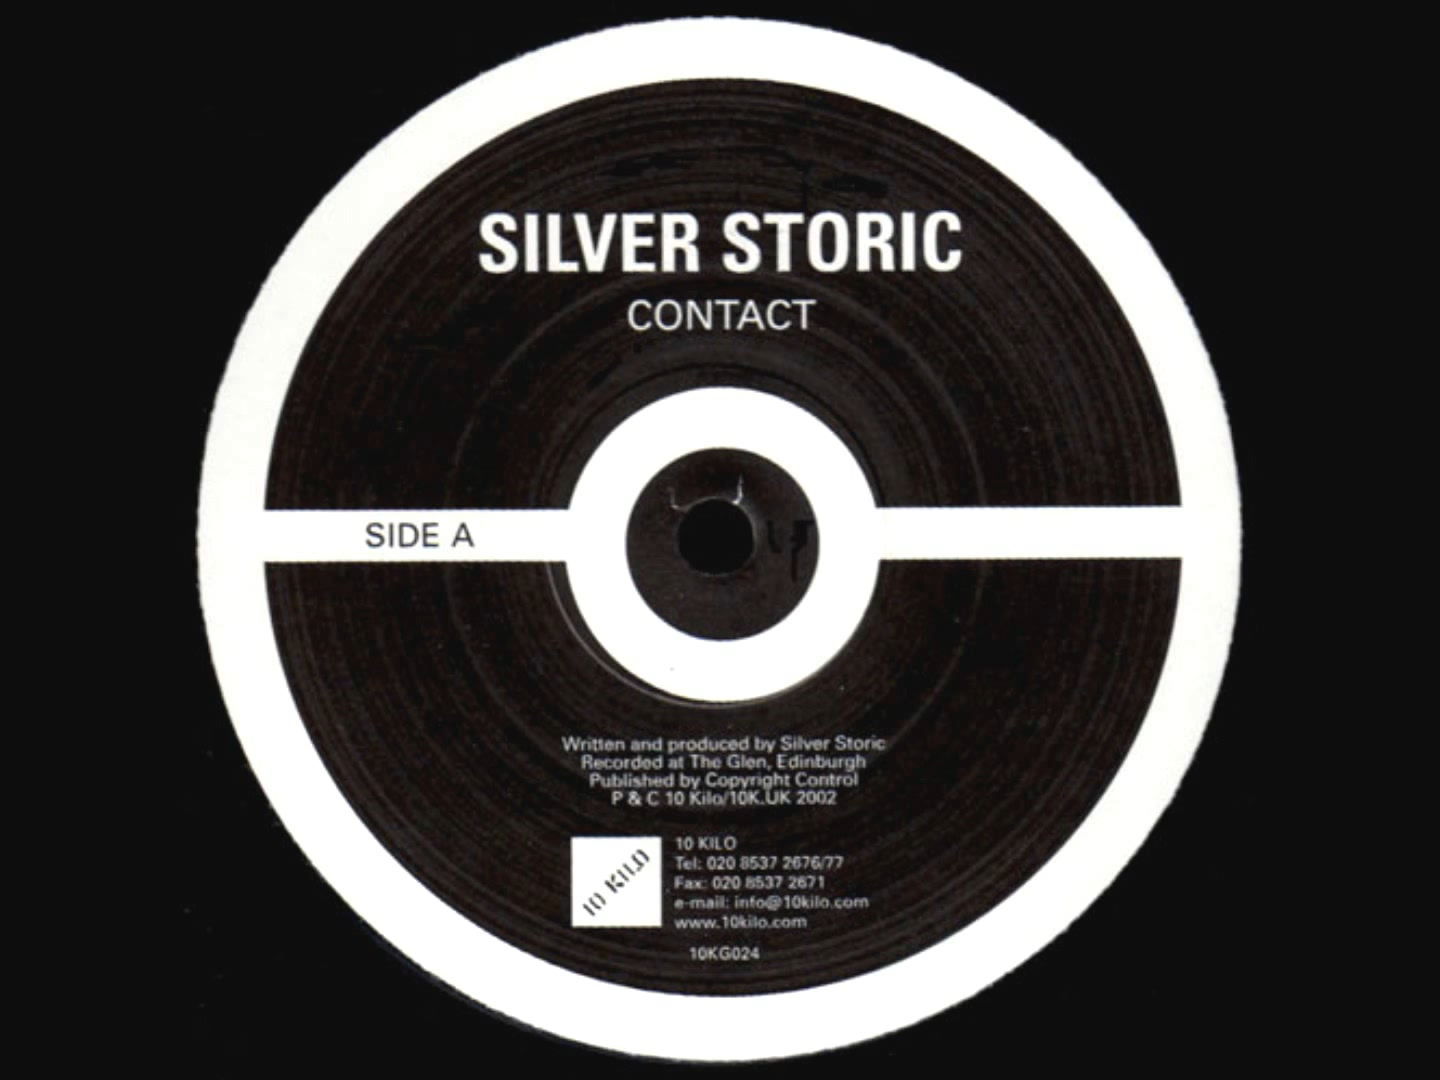 SILVER STORIC
CONTACT
SIDE A
Written and produced by Silver Storic
Recorded at The Glen, Edinburgh
Published by Copyright Control
P & C 10 Kilo/10K.UK 2002
10 KILO
10 KILO
Tel: 020 8537 2676/77
Fax: 020 8537 2671
e-mail: info@10kilo.com
www.10kilo.com
10KG024